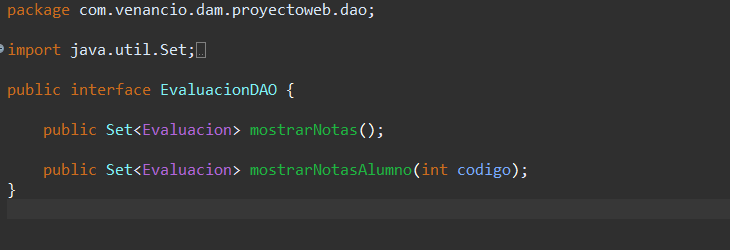 package com.venancio.dam.proyectoweb.dao;
import java.util.Set;
public interface EvaluacionDAO {
public Set<Evaluacion> mostrarNotas();
public Set<Evaluacion> mostrarNotasAlumno(int codigo);
}